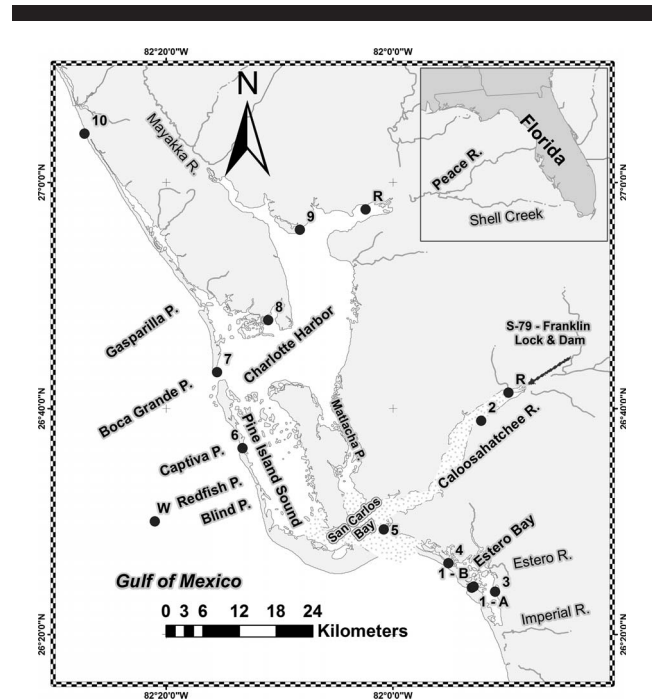 82°20'0"W
82°0'0"W
N
10
Mayakka R.
Florida
Peace R.
Shell Creek
27°0'0"N
27°0'0"N
R
9
8
Gasparilla P.
Charlotte Harbor
S-79 - Franklin
Lock & Dam
7
R
Boca Grande P.
2
26°40'0"N
26°40'0"N
Matlacha P.
Caloosahatchee R.
6
Pine Island Sound
Captiva P.
Redfish P.
W
Blind P.
San Carlos
Bay
5
Estero Bay
4
Estero R.
1 - B
3
1 - A
Gulf of Mexico
Imperial R.
0 3 6 12 18 24
Kilometers
26°20'0"N
26°20'0"N
82°20'0"W
82°0'0"W